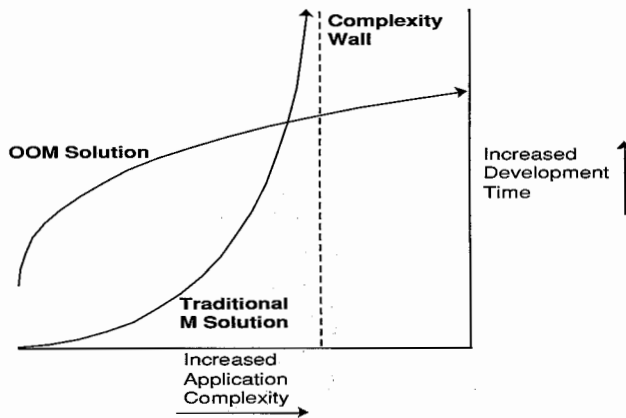 Complexity
Wall
OOM Solution
Increased
Development
Time
Traditional
M Solution
Increased
Application
Complexity